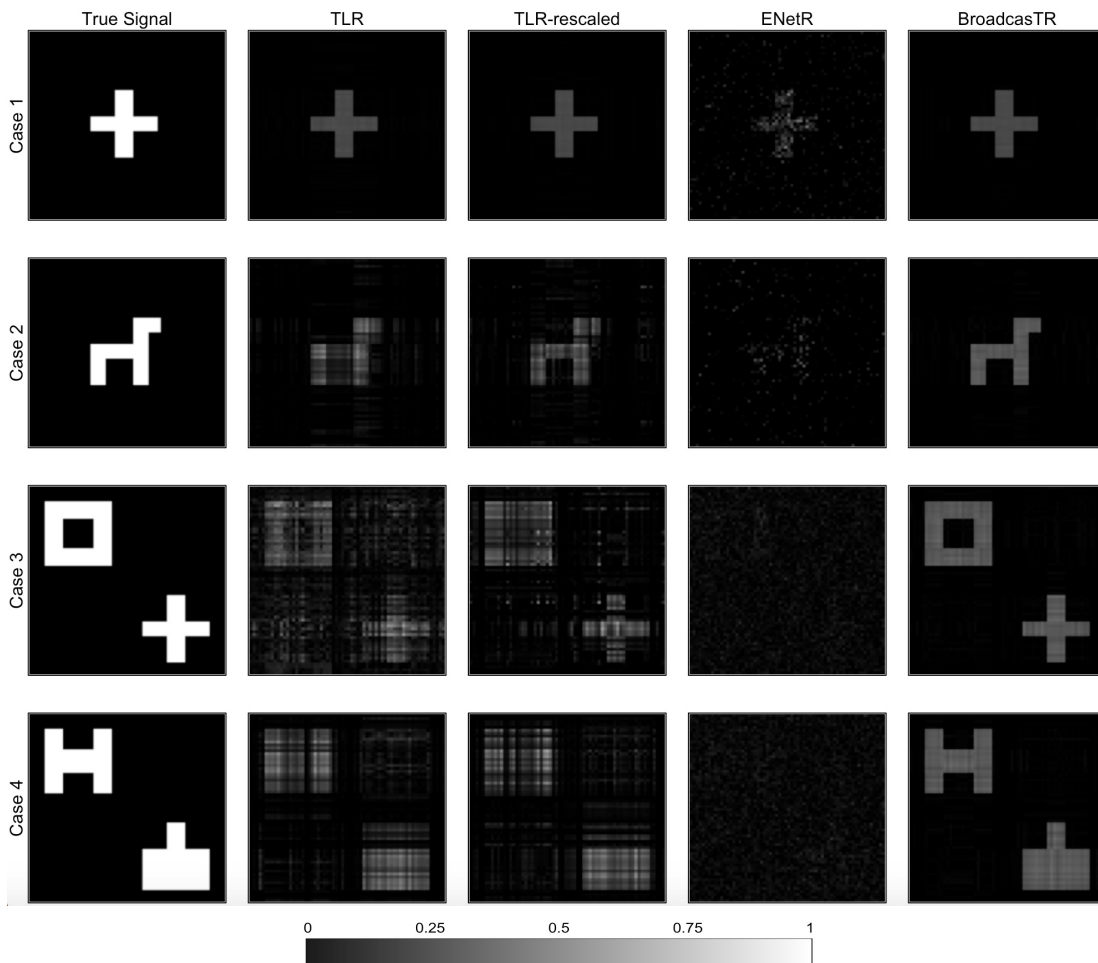 True Signal TLR TLR-rescaled ENetR BroadcasTR
Case 1
Case 2
Case 3
Case 4
0 0.25 0.5 0.75 1